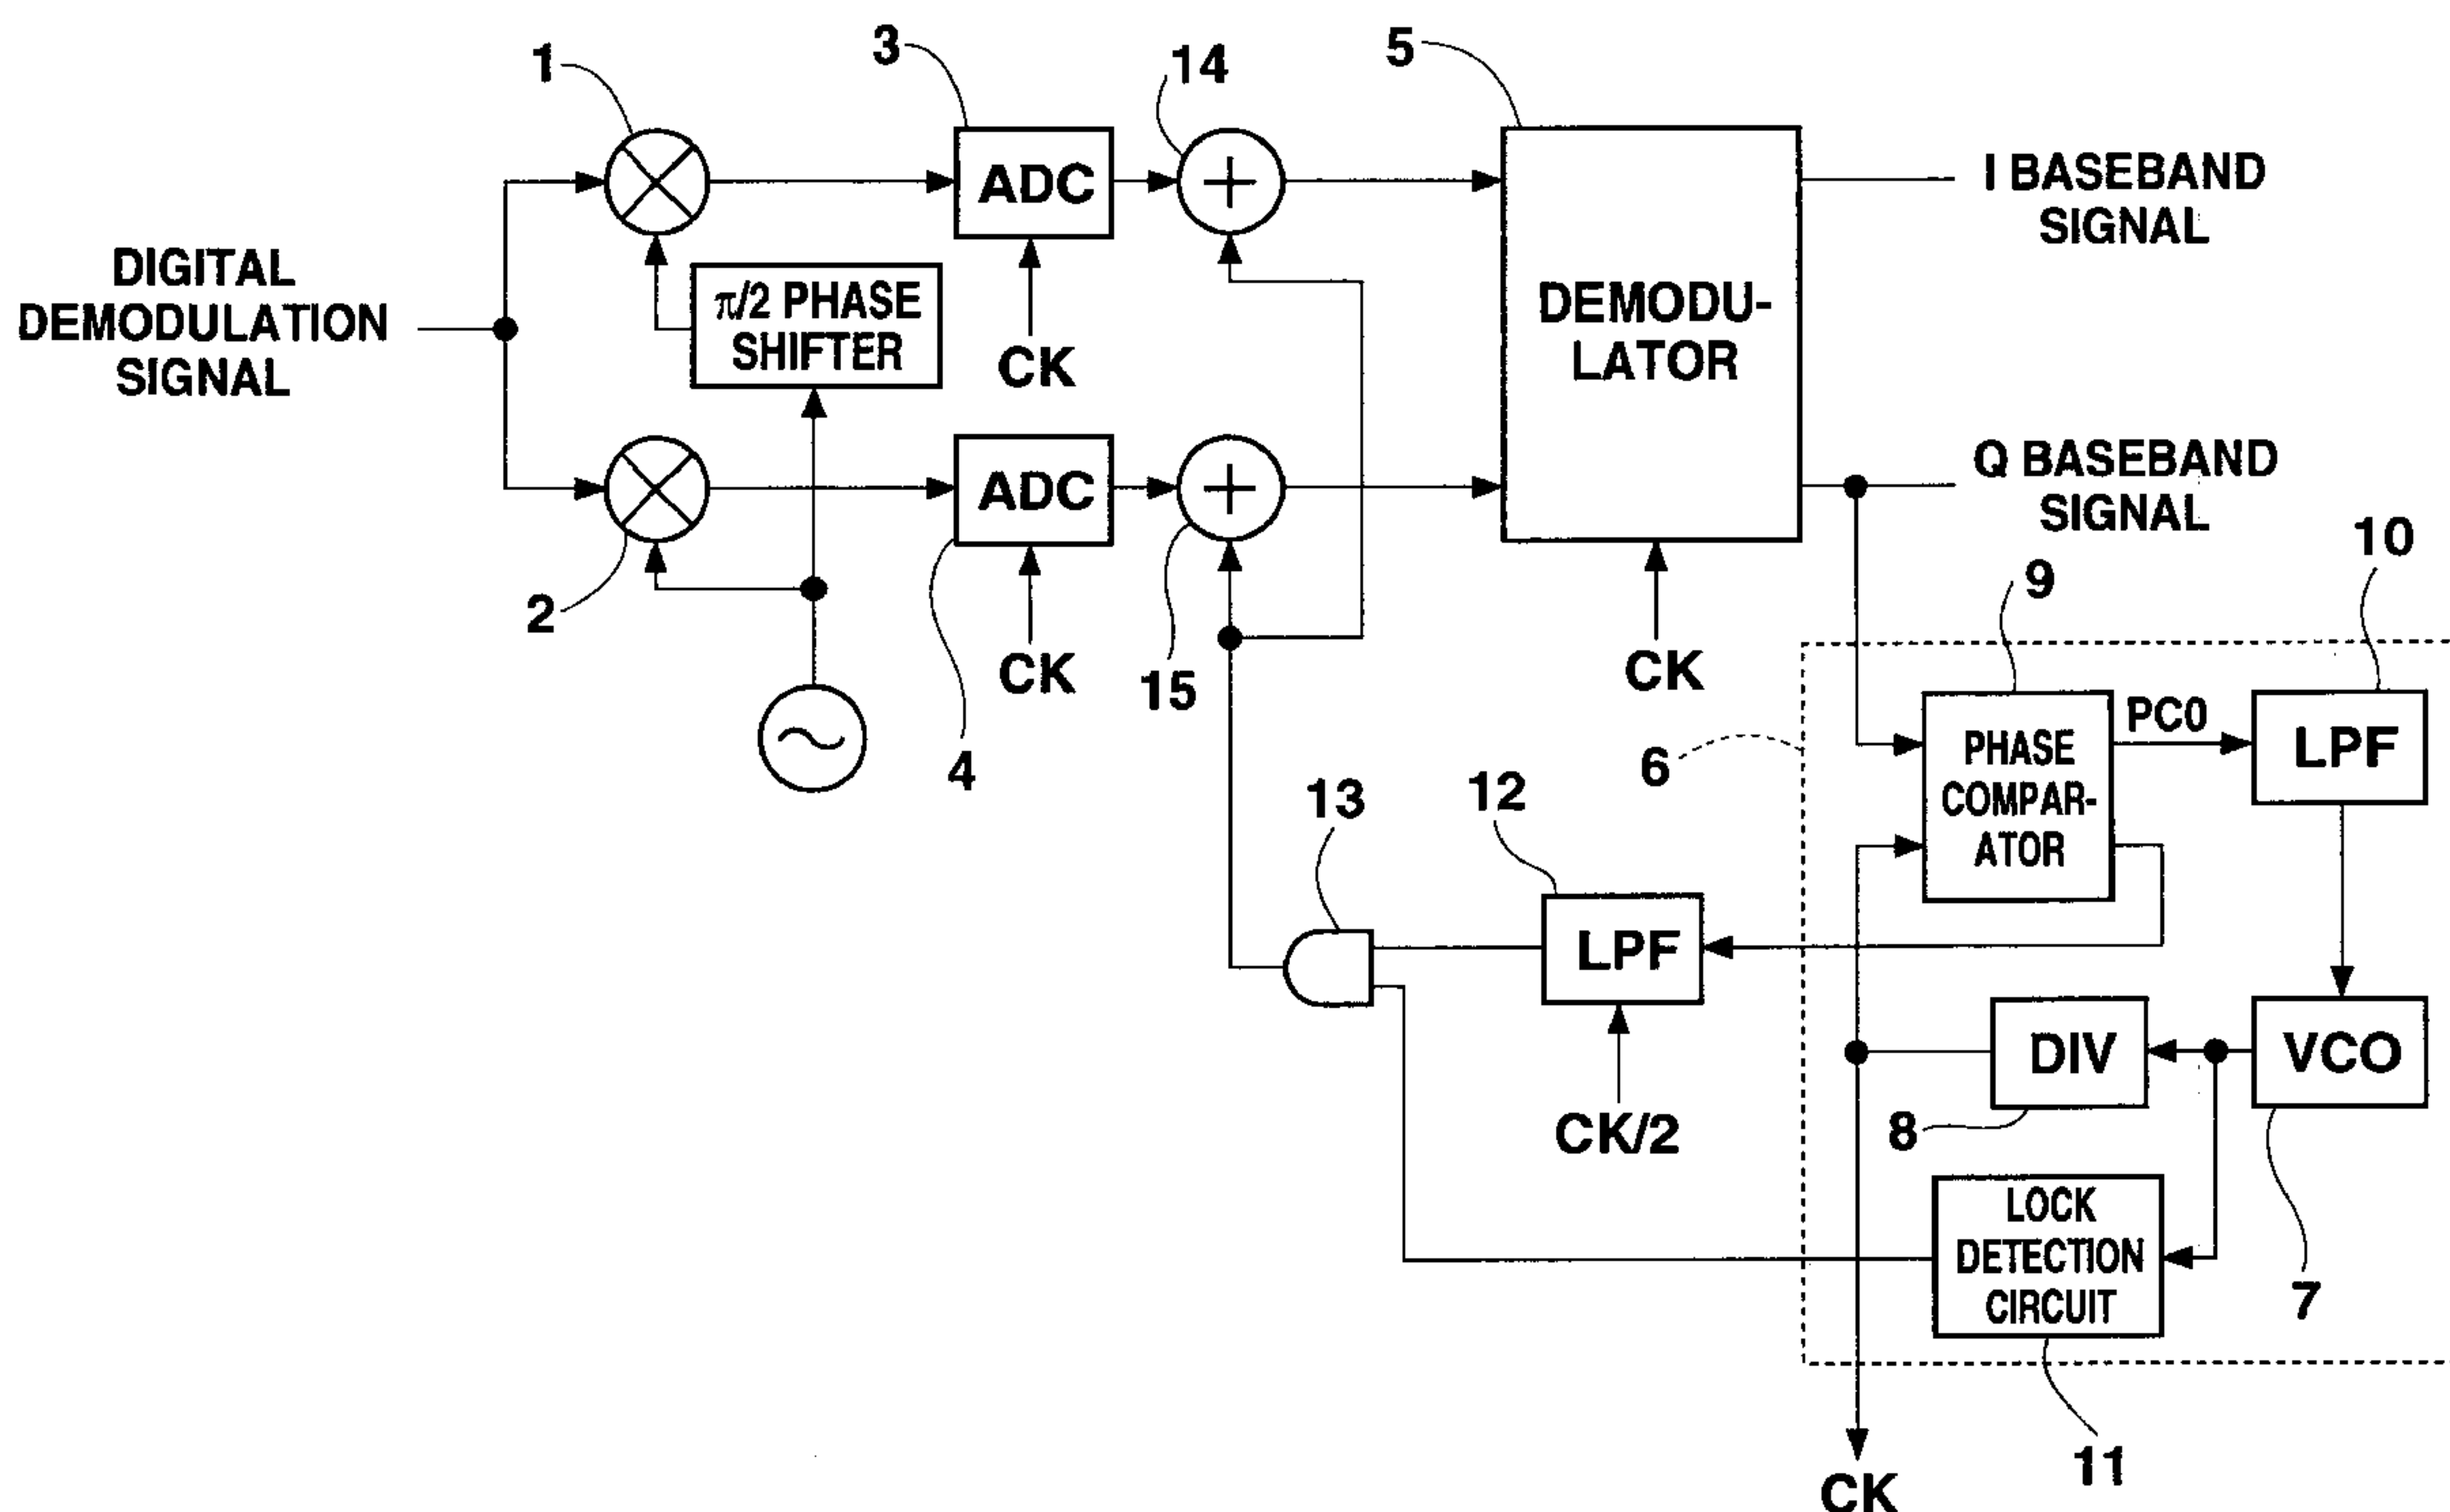 1
3
14
5
ADC
I BASEBAND
SIGNAL
DIGITAL
DEMODULATION
SIGNAL
π/2 PHASE
SHIFTER
CK
DEMODU-
LATOR
ADC
Q BASEBAND
SIGNAL
2
4
CK
15
CK
10
9
6
PHASE
COMPAR-
ATOR
PC0
LPF
13
12
LPF
CK/2
DIV
VCO
8
7
LOCK
DETECTION
CIRCUIT
11
CK